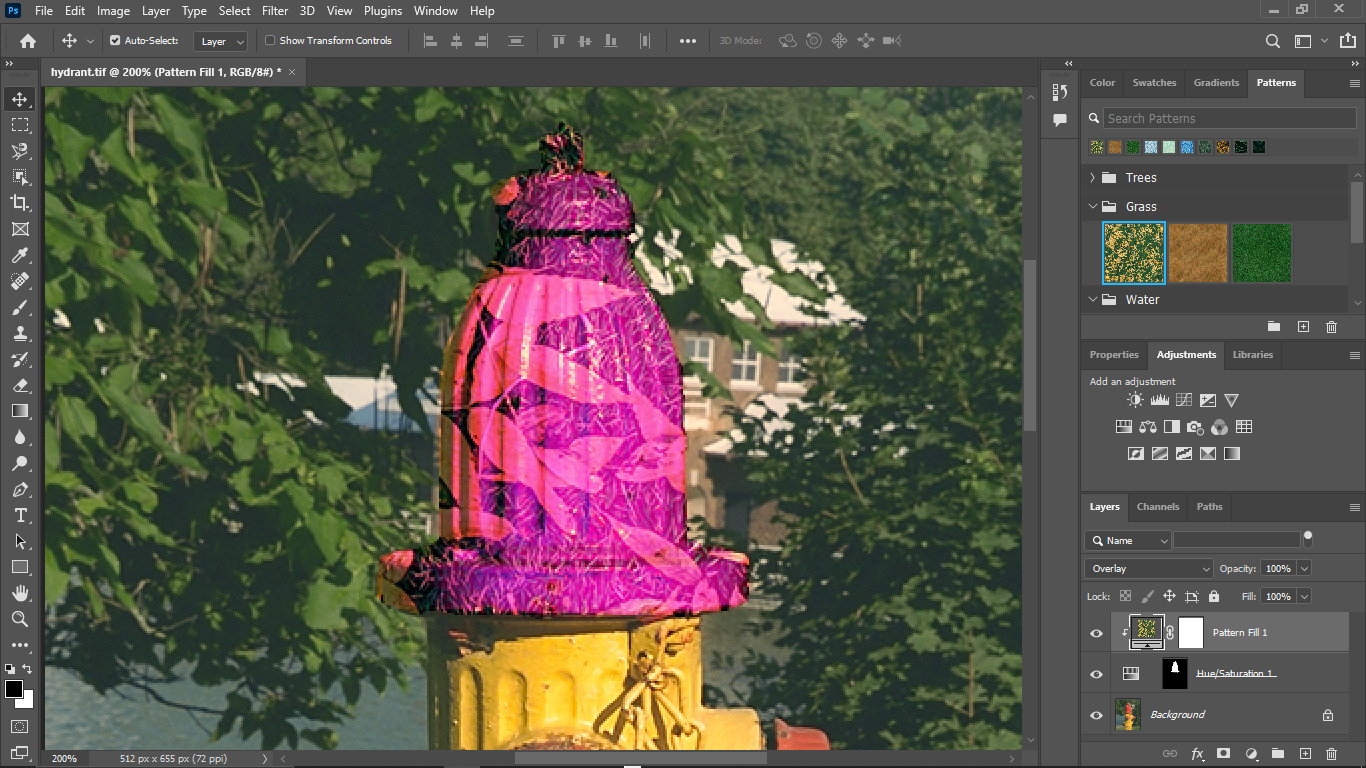 Ps File Edit Image Layer Type Select Filter 3D View Plugins Window Help
Auto-Select: Layer Show Transform Controls 3D Mode:
hydrant.tif @ 200% (Pattern Fill 1, RGB/8#) *
Color Swatches Gradients Patterns
Search Patterns
Trees
Grass
Water
Properties Adjustments Libraries
Add an adjustment
Layers Channels Paths
Name
Overlay Opacity: 100%
Lock: Fill: 100%
Pattern Fill 1
Hue/Saturation 1
Background
200% 512 px x 655 px (72 ppi)